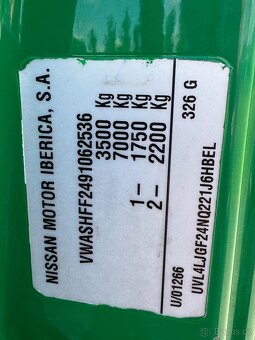 NISSAN MOTOR IBERICA, S.A.
VWASHFF2491062536
3500 Kg
7000 Kg
1— 1750 Kg
2— 2200 Kg
U/01266 326 G
UVL4LJGF24NQ221J6HBEL